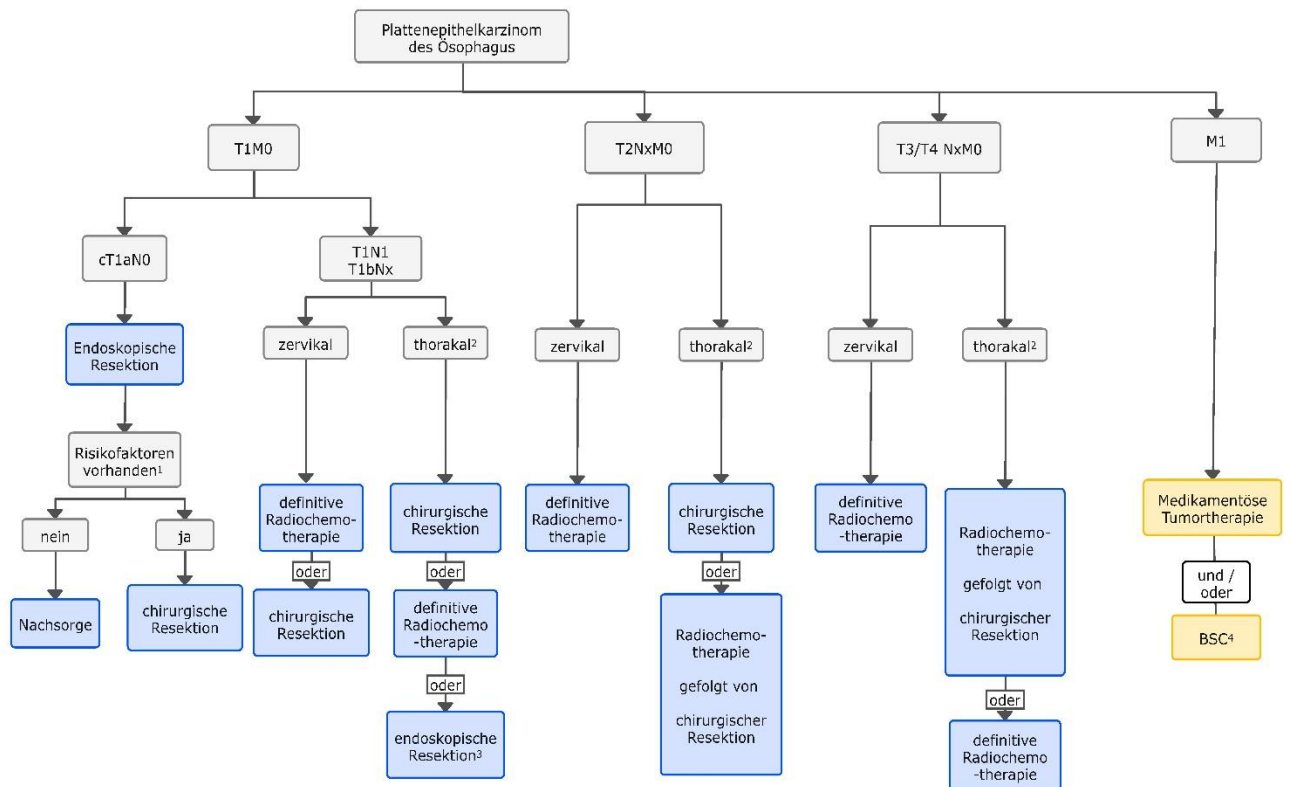 Plattenepithelkarzinom
des Ösophagus
T1M0
T2NxM0
T3/T4 NxM0
M1
cT1aN0
T1N1
T1bNx
Endoskopische
Resektion
zervikal
thorakal²
zervikal
thorakal²
zervikal
thorakal²
Risikofaktoren
vorhanden¹
nein
ja
Nachsorge
chirurgische
Resektion
definitive
Radiochemo-
therapie
oder
chirurgische
Resektion
chirurgische
Resektion
oder
definitive
Radiochemo
-therapie
oder
endoskopische
Resektion³
definitive
Radiochemo-
therapie
chirurgische
Resektion
oder
Radiochemo-
therapie
gefolgt von
chirurgischer
Resektion
definitive
Radiochemo
-therapie
Radiochemo-
therapie
gefolgt von
chirurgischer
Resektion
oder
definitive
Radiochemo
-therapie
Medikamentöse
Tumortherapie
und /
oder
BSC⁴